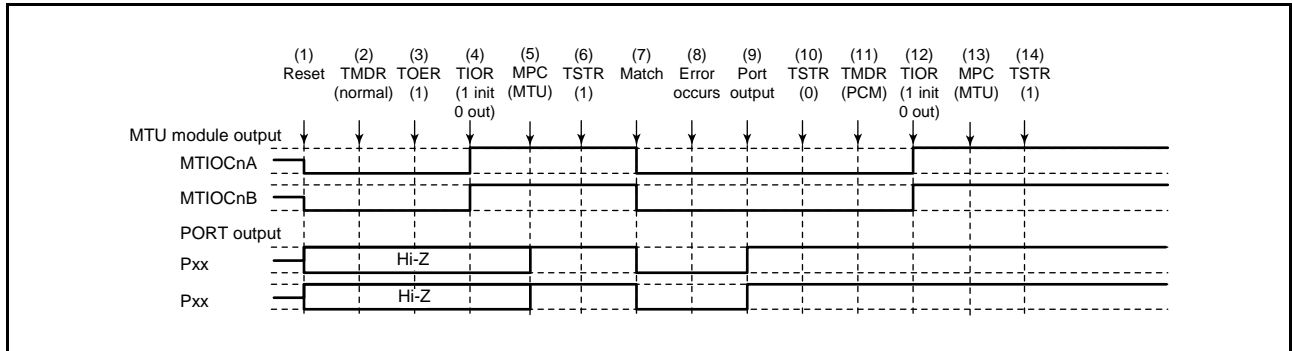 (1) (2) (3) (4) (5) (6) (7) (8) (9) (10) (11) (12) (13) (14)
Reset TMDR TOER TIOR MPC TSTR Match Error Port TSTR TMDR TIOR MPC TSTR
(normal) (1) (1 init (MTU) (1) occurs output (0) (PCM) (1 init (MTU) (1)
0 out) 0 out)
MTU module output
MTIOCnA
MTIOCnB
PORT output
Pxx Hi-Z
Pxx Hi-Z